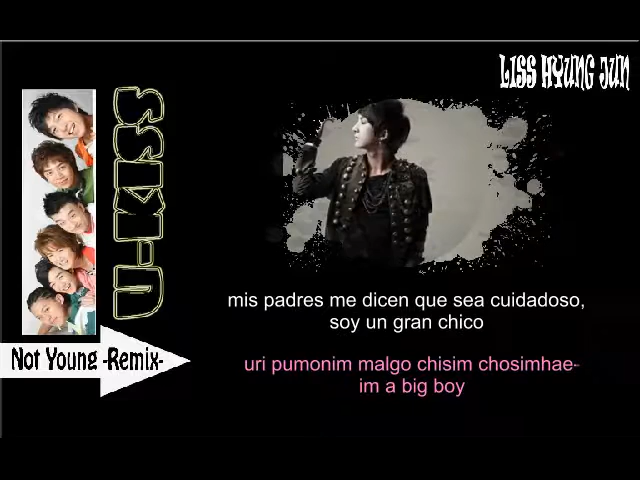 LISS HYUNG JUN
U-KISS
mis padres me dicen que sea cuidadoso,
soy un gran chico
Not Young -Remix-
uri pumonim malgo chisim chosimhae-
im a big boy